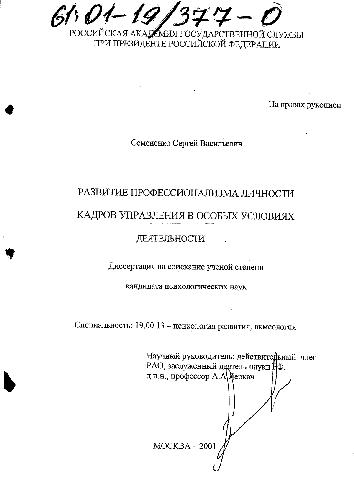 61:01-19/377-0
РОССИЙСКАЯ АКАДЕМИЯ ГОСУДАРСТВЕННОЙ СЛУЖБЫ
ПРИ ПРЕЗИДЕНТЕ РОССИЙСКОЙ ФЕДЕРАЦИИ
На правах рукописи
Семененко Сергей Васильевич
РАЗВИТИЕ ПРОФЕССИОНАЛИЗМА ЛИЧНОСТИ
КАДРОВ УПРАВЛЕНИЯ В ОСОБЫХ УСЛОВИЯХ
ДЕЯТЕЛЬНОСТИ
Диссертация на соискание ученой степени
кандидата психологических наук
Специальность: 19.00.13 – психология развития, акмеология
Научный руководитель: действительный член
РАО, заслуженный деятель науки РФ,
д.п.н., профессор А.А.Деркач
МОСКВА - 2001